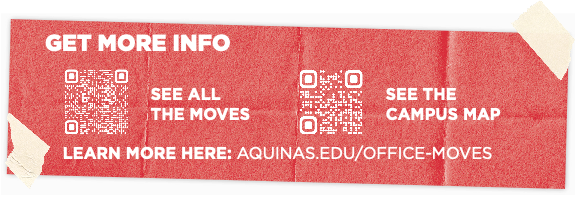 GET MORE INFO
SEE ALL
THE MOVES
SEE THE
CAMPUS MAP
LEARN MORE HERE: AQUINAS.EDU/OFFICE-MOVES